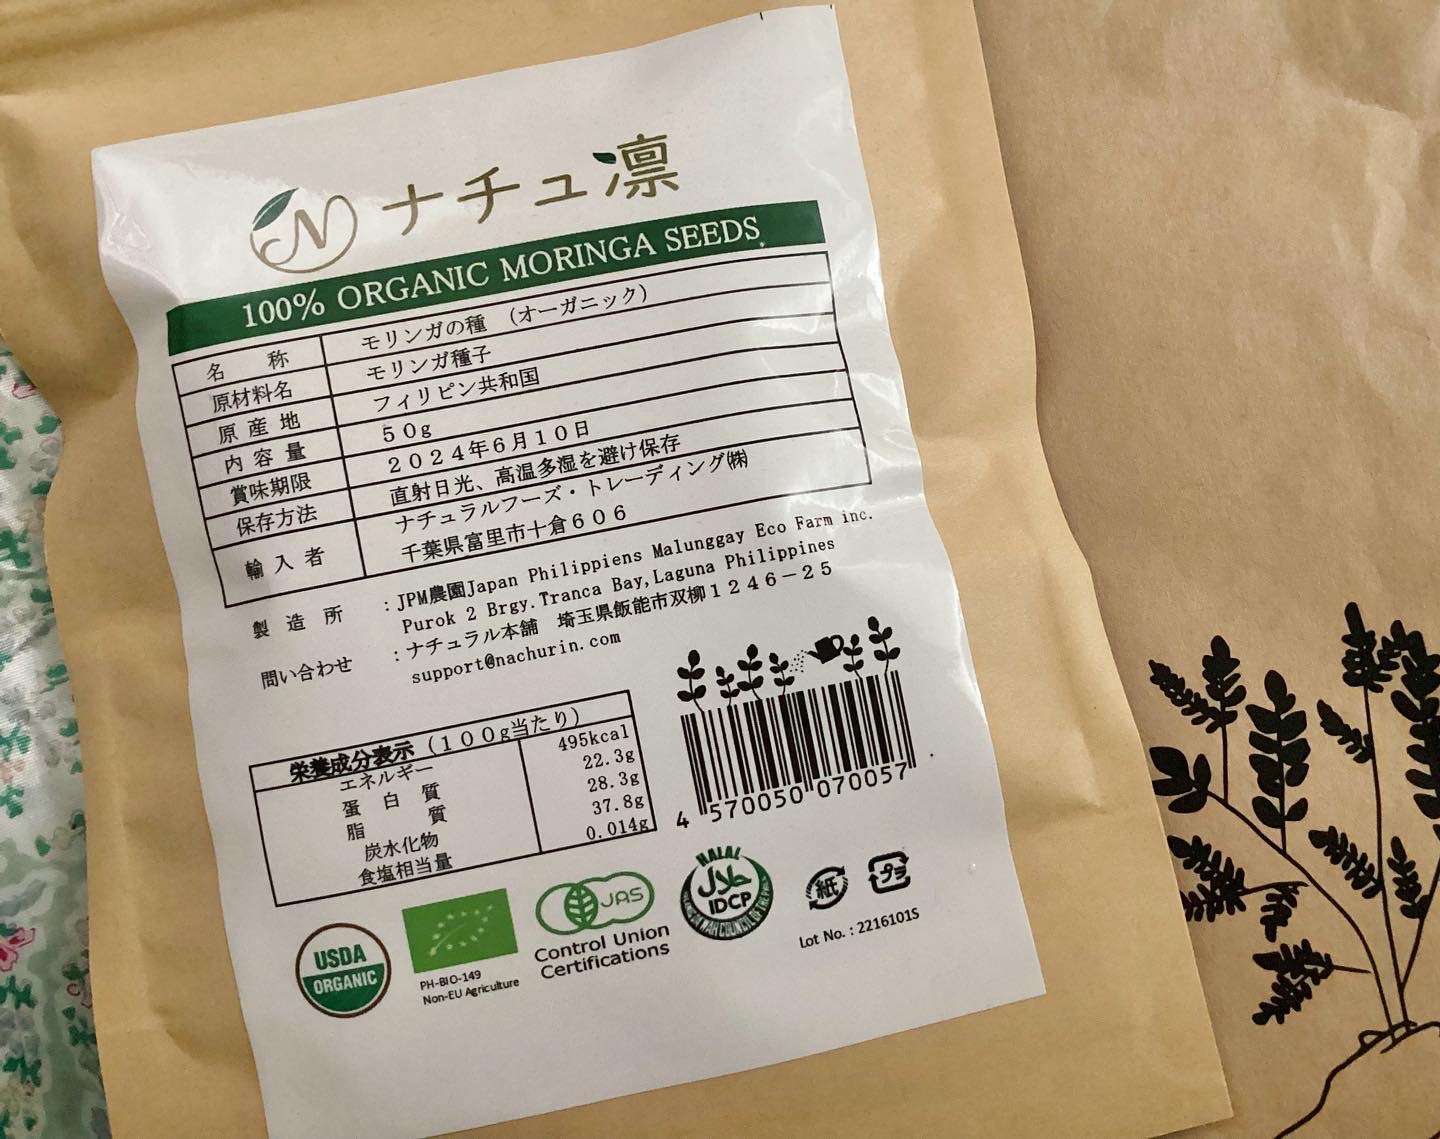 N ナチュ凛
100% ORGANIC MORINGA SEEDS
名称 モリンガの種 (オーガニック)
原材料名 モリンガ種子
原産地 フィリピン共和国
内容量 50g
賞味期限 2024年6月10日
保存方法 直射日光、高温多湿を避け保存
輸入者 ナチュラルフーズ・トレーディング㈱
千葉県富里市十倉606
製造所 :JPM農園Japan Philippiens Malunggay Eco Farm inc.
Purok 2 Brgy.Tranca Bay,Laguna Philippines
問い合わせ :ナチュラル本舗 埼玉県飯能市双柳1246-25
support@nachurin.com
栄養成分表示 (100g当たり)
エネルギー 495kcal
蛋白質 22.3g
脂質 28.3g
炭水化物 37.8g
食塩相当量 0.014g
4 570050 070057
USDA
ORGANIC
PH-BIO-149
Non-EU Agriculture
JAS
Control Union
Certifications
HALAL
حلال
IDCP
紙
プラ
Lot No. : 2216101S